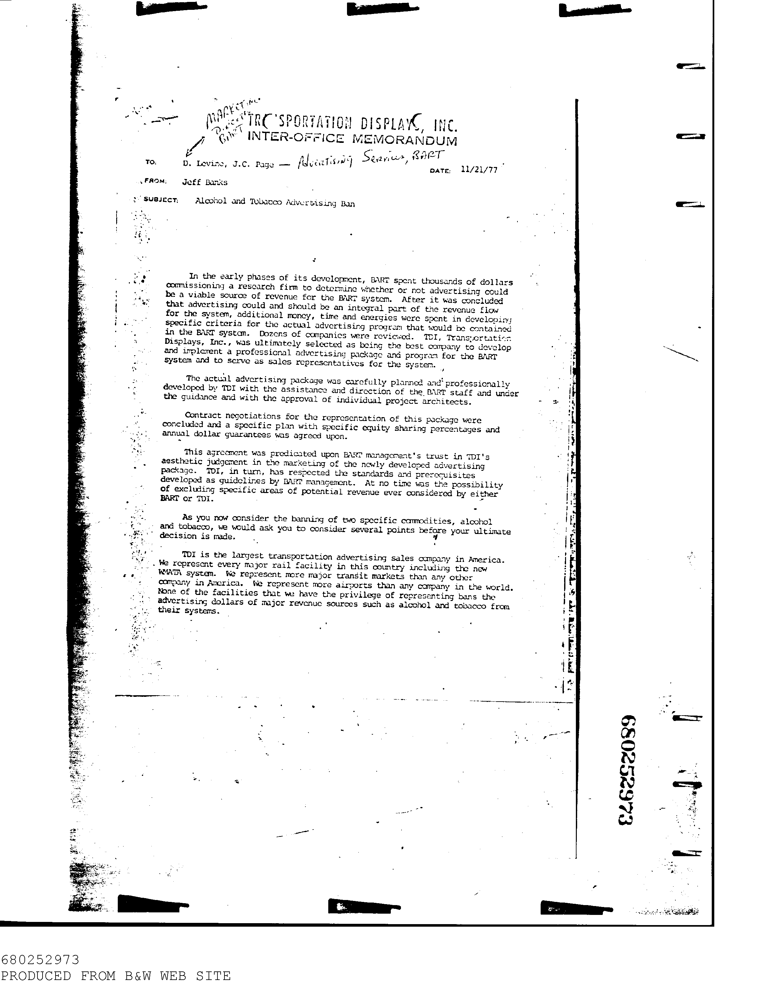 MARKETING
TRANSPORTATION DISPLAYS, INC.
BART INTER-OFFICE MEMORANDUM
TO. D. Levine, J.C. Page — Advertising Services, BART
DATE: 11/21/77
FROM. Jeff Banks
SUBJECT. Alcohol and Tobacco Advertising Ban
In the early phases of its development, BART spent thousands of dollars
commissioning a research firm to determine whether or not advertising could
be a viable source of revenue for the BART system. After it was concluded
that advertising could and should be an integral part of the revenue flow
for the system, additional money, time and energies were spent in developing
specific criteria for the actual advertising program that would be contained
in the BART system. Dozens of companies were reviewed. TDI, Transportation
Displays, Inc., was ultimately selected as being the best company to develop
and implement a professional advertising package and program for the BART
system and to serve as sales representatives for the system.
The actual advertising package was carefully planned and professionally
developed by TDI with the assistance and direction of the BART staff and under
the guidance and with the approval of individual project architects.
Contract negotiations for the representation of this package were
concluded and a specific plan with specific equity sharing percentages and
annual dollar guarantees was agreed upon.
This agreement was predicated upon BART management's trust in TDI's
aesthetic judgement in the marketing of the newly developed advertising
package. TDI, in turn, has respected the standards and prerequisites
developed as guidelines by BART management. At no time was the possibility
of excluding specific areas of potential revenue ever considered by either
BART or TDI.
As you now consider the banning of two specific commodities, alcohol
and tobacco, we would ask you to consider several points before your ultimate
decision is made.
TDI is the largest transportation advertising sales company in America.
We represent every major rail facility in this country including the new
WMATA system. We represent more major transit markets than any other
company in America. We represent more airports than any company in the world.
None of the facilities that we have the privilege of representing bans the
advertising dollars of major revenue sources such as alcohol and tobacco from
their systems.
680252973
680252973
PRODUCED FROM B&W WEB SITE